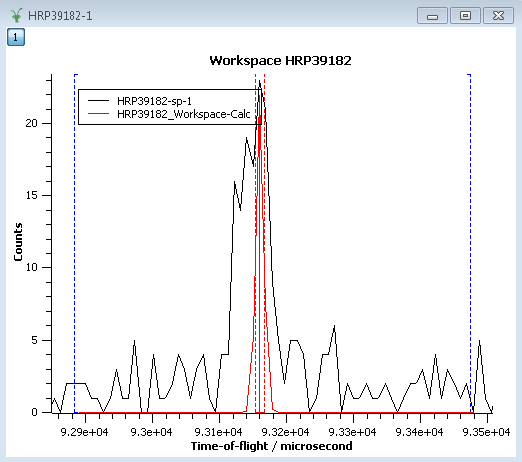 HRP39182-1
1
Workspace HRP39182
HRP39182-sp-1
HRP39182_Workspace-Calc
Counts
20
15
10
5
0
9.29e+04 9.3e+04 9.31e+04 9.32e+04 9.33e+04 9.34e+04 9.35e+04
Time-of-flight / microsecond